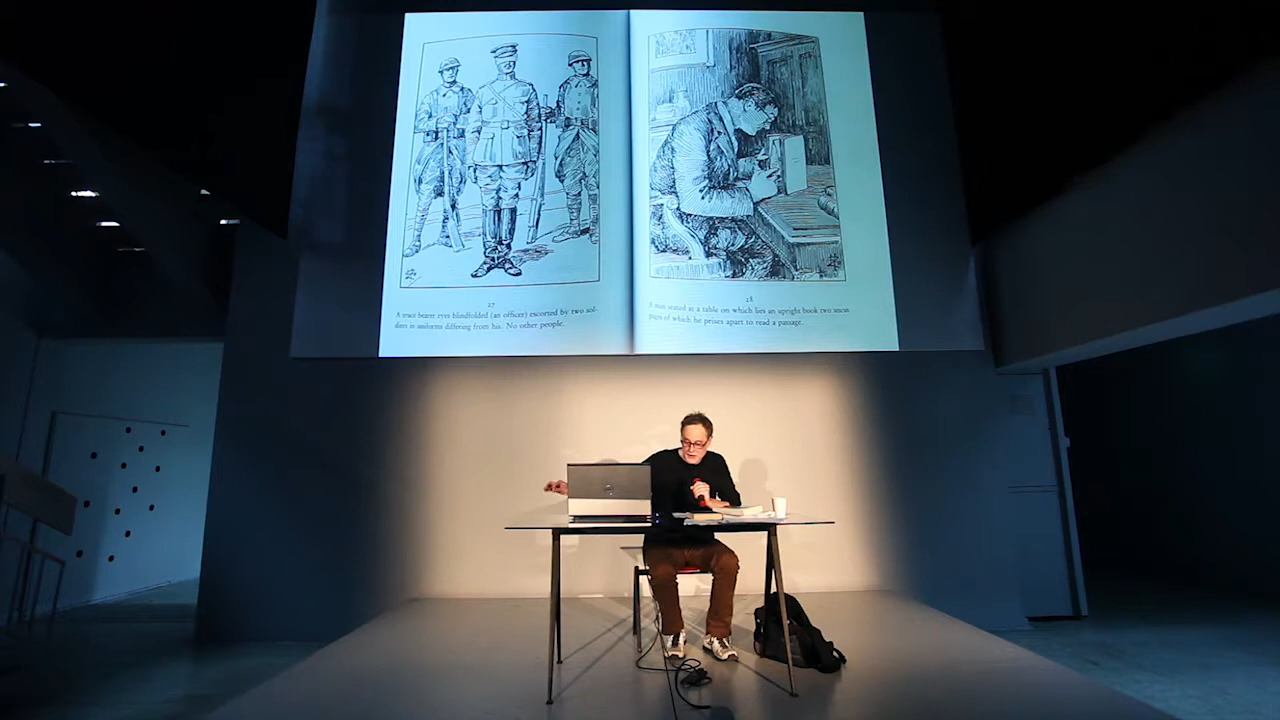 27
A truce bearer eyes blindfolded (an officer) escorted by two sol-
diers in uniforms differing from his. No other people.
28
A man seated at a table on which lies an upright book two uncut
pages of which he prises apart to read a passage.